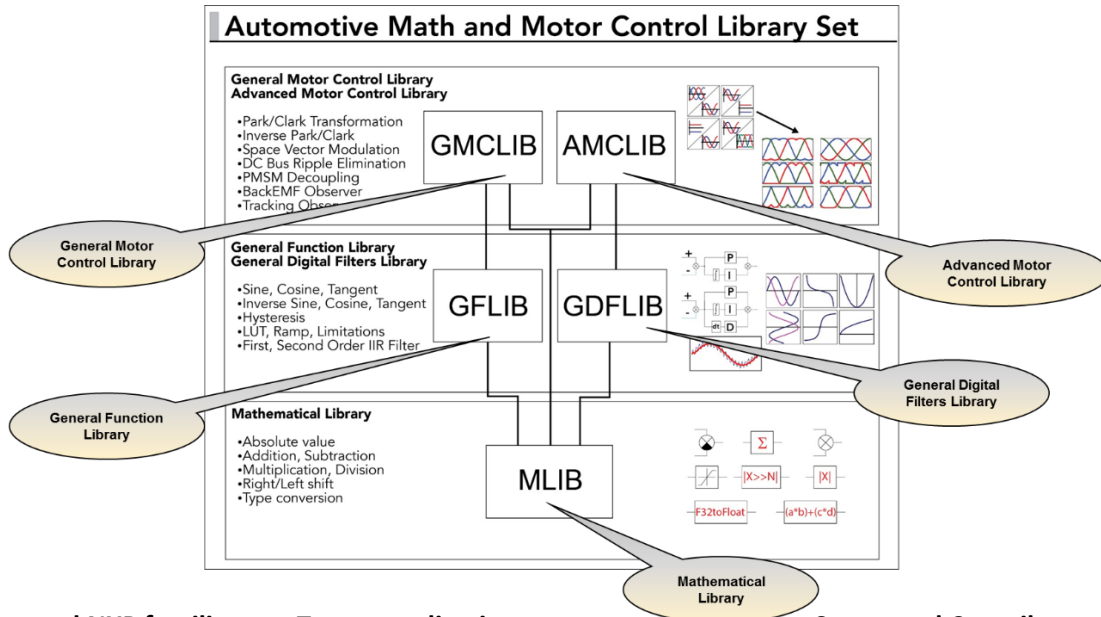 Automotive Math and Motor Control Library Set
General Motor Control Library
Advanced Motor Control Library
•Park/Clark Transformation
•Inverse Park/Clark
•Space Vector Modulation
•DC Bus Ripple Elimination
•PMSM Decoupling
•BackEMF Observer
•Tracking Obse
GMCLIB
AMCLIB
General Motor
Control Library
Advanced Motor
Control Library
General Function Library
General Digital Filters Library
•Sine, Cosine, Tangent
•Inverse Sine, Cosine, Tangent
•Hysteresis
•LUT, Ramp, Limitations
•First, Second Order IIR Filter
GFLIB
GDFLIB
+
-
P
I
+
-
P
I
dt
D
General Function
Library
General Digital
Filters Library
Mathematical Library
•Absolute value
•Addition, Subtraction
•Multiplication, Division
•Right/Left shift
•Type conversion
MLIB
Σ
|X>>N|
|X|
F32toFloat
(a*b)+(c*d)
Mathematical
Library